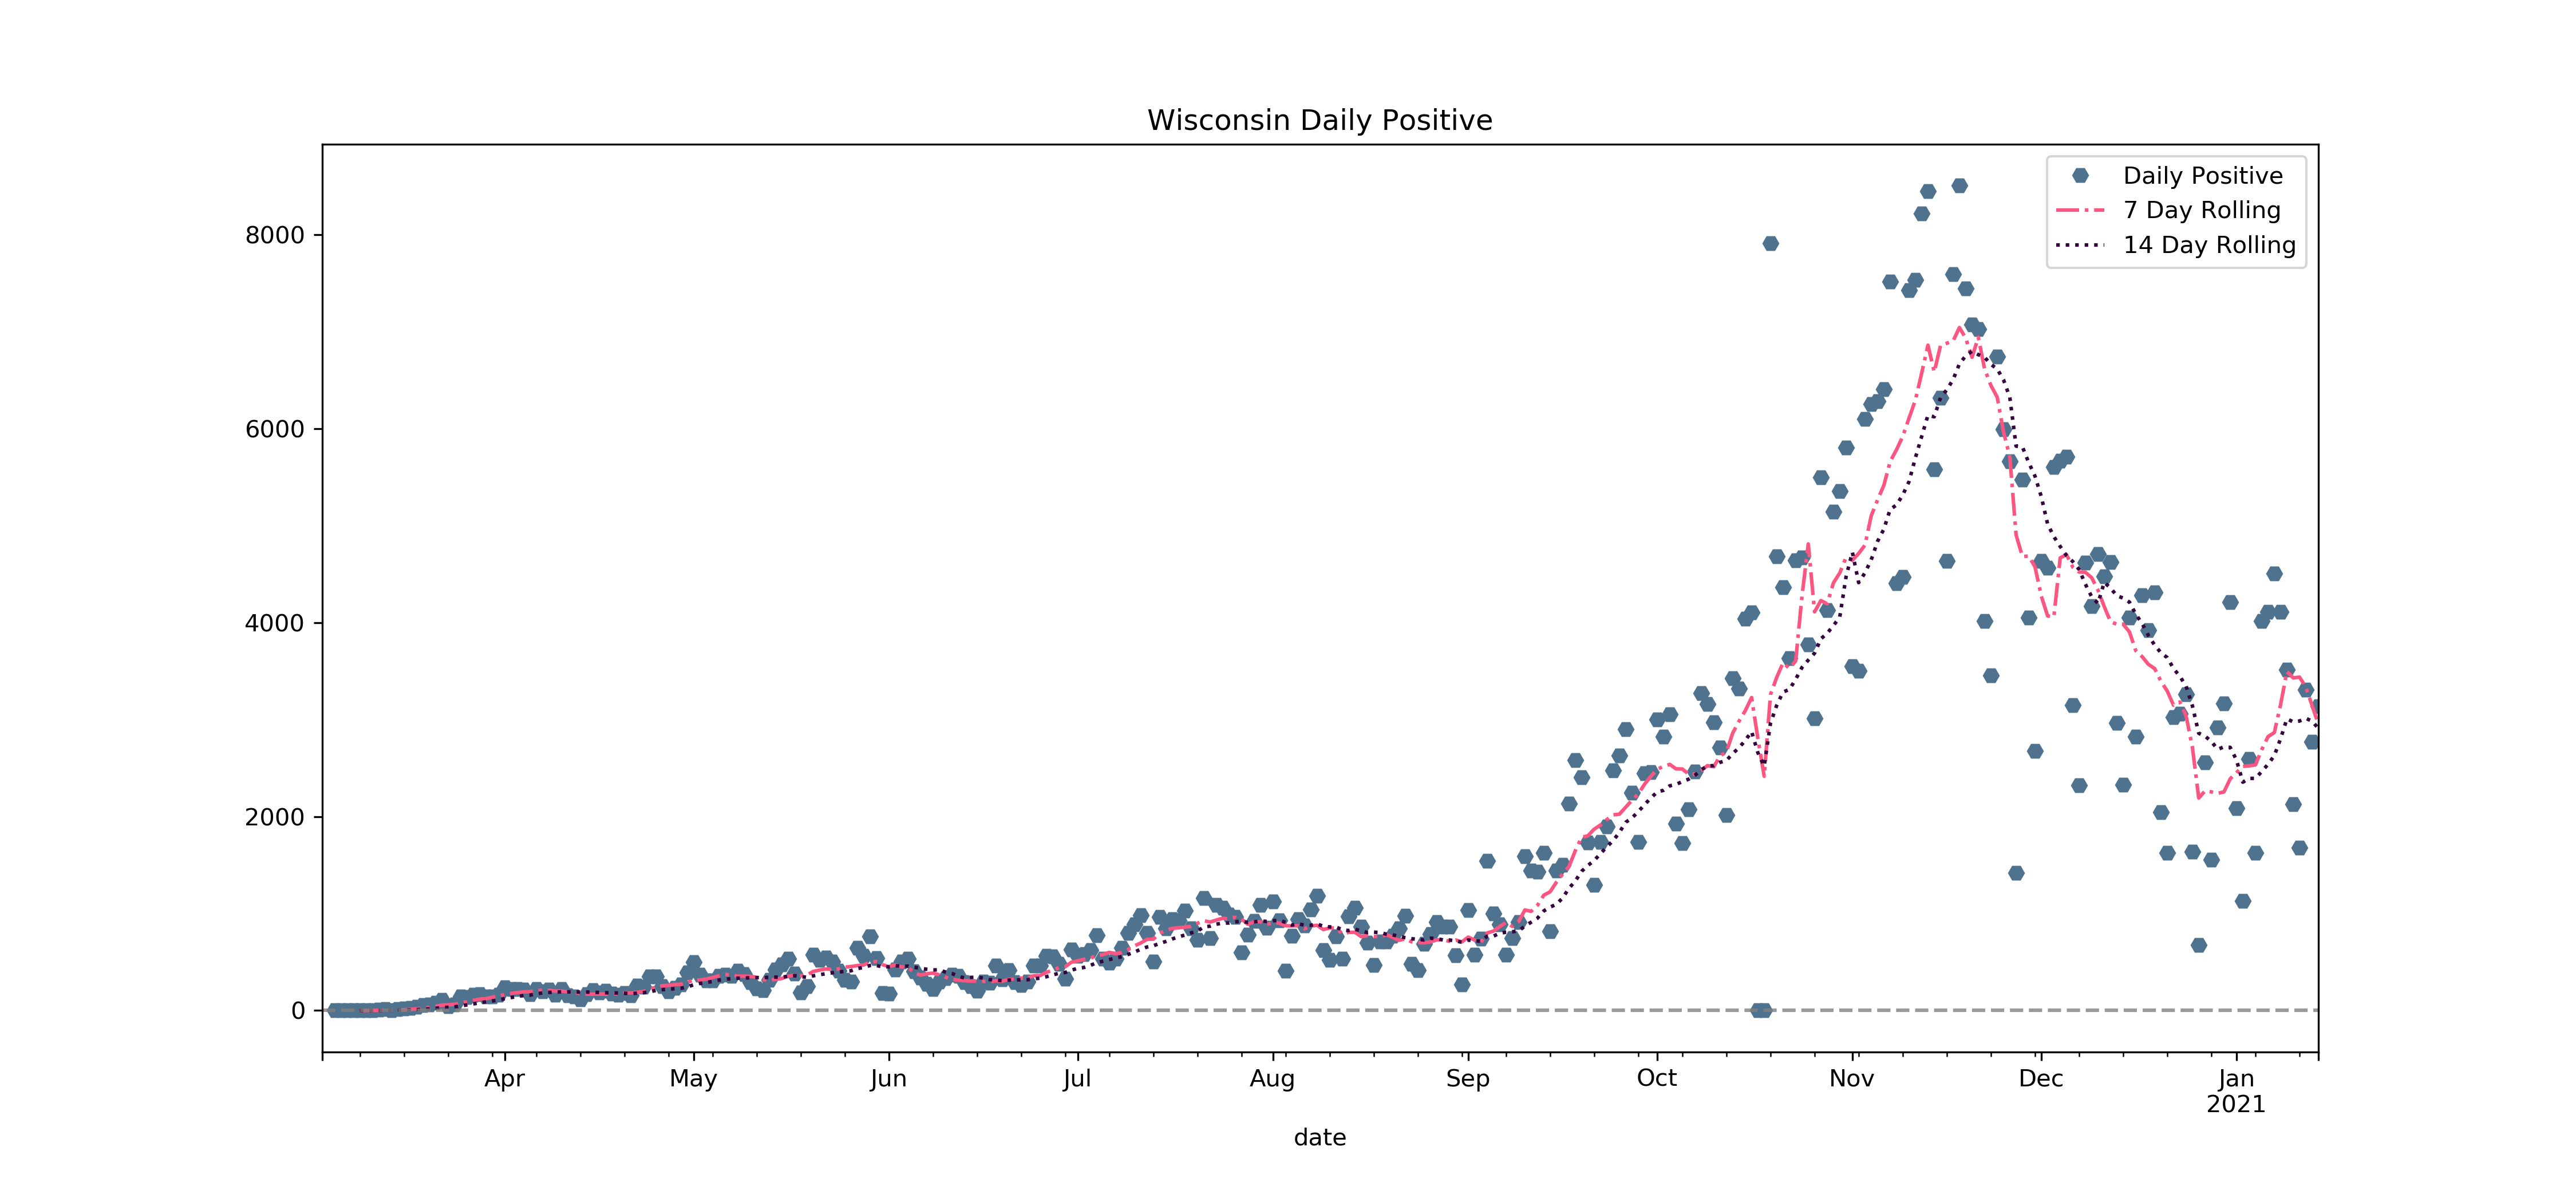 Wisconsin Daily Positive
Daily Positive
7 Day Rolling
14 Day Rolling
8000
6000
4000
2000
0
Apr May Jun Jul Aug Sep Oct Nov Dec Jan
2021
date